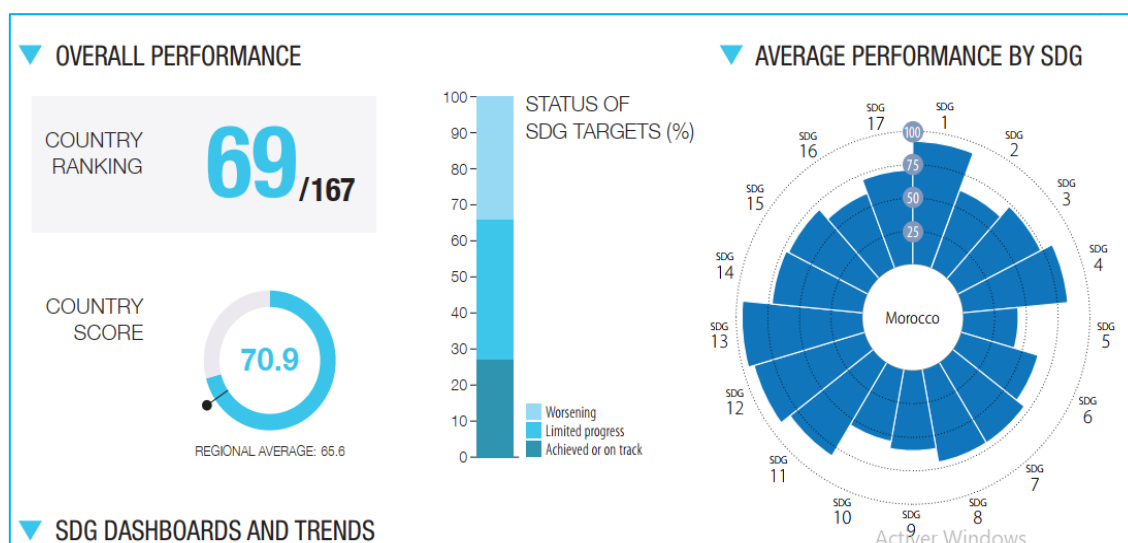 OVERALL PERFORMANCE
COUNTRY
RANKING
69/167
COUNTRY
SCORE
70.9
REGIONAL AVERAGE: 65.6
STATUS OF
SDG TARGETS (%)
100
90
80
70
60
50
40
30
20
10
0
Worsening
Limited progress
Achieved or on track
AVERAGE PERFORMANCE BY SDG
SDG
1
SDG
2
SDG
3
SDG
4
SDG
5
SDG
6
SDG
7
SDG
8
SDG
9
SDG
10
SDG
11
SDG
12
SDG
13
SDG
14
SDG
15
SDG
16
SDG
17
100
75
50
25
Morocco
SDG DASHBOARDS AND TRENDS
Activer Windows